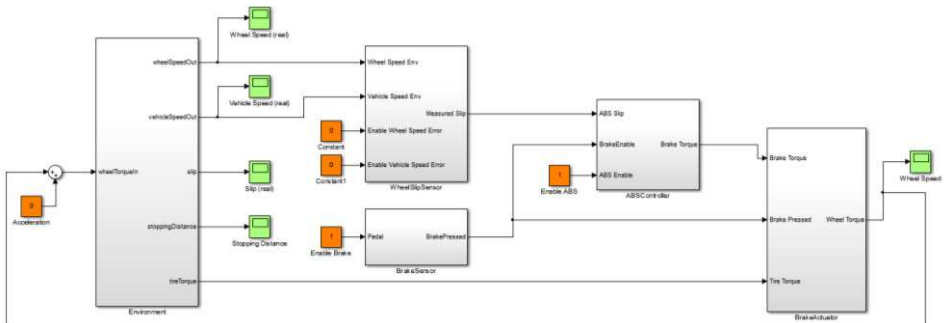 Wheel Speed (real)
wheelSpeedOut
Wheel Speed Env
Vehicle Speed (real)
Vehicle Speed Env
vehicleSpeedOut
Measured Slip
ABS Slip
0
Constant
Enable Wheel Speed Error
BrakeEnable
Brake Torque
Brake Torque
0
Constant1
Enable Vehicle Speed Error
WheelSlipSensor
wheelTorqueIn
slip
Slip (real)
1
Enable ABS
ABS Enable
ABSController
Wheel Speed
0
Acceleration
stoppingDistance
Stopping Distance
1
Enable Brake
Pedal
BrakePressed
BrakeSensor
Brake Pressed
Wheel Torque
tireTorque
Tire Torque
Environment
BrakeActuator